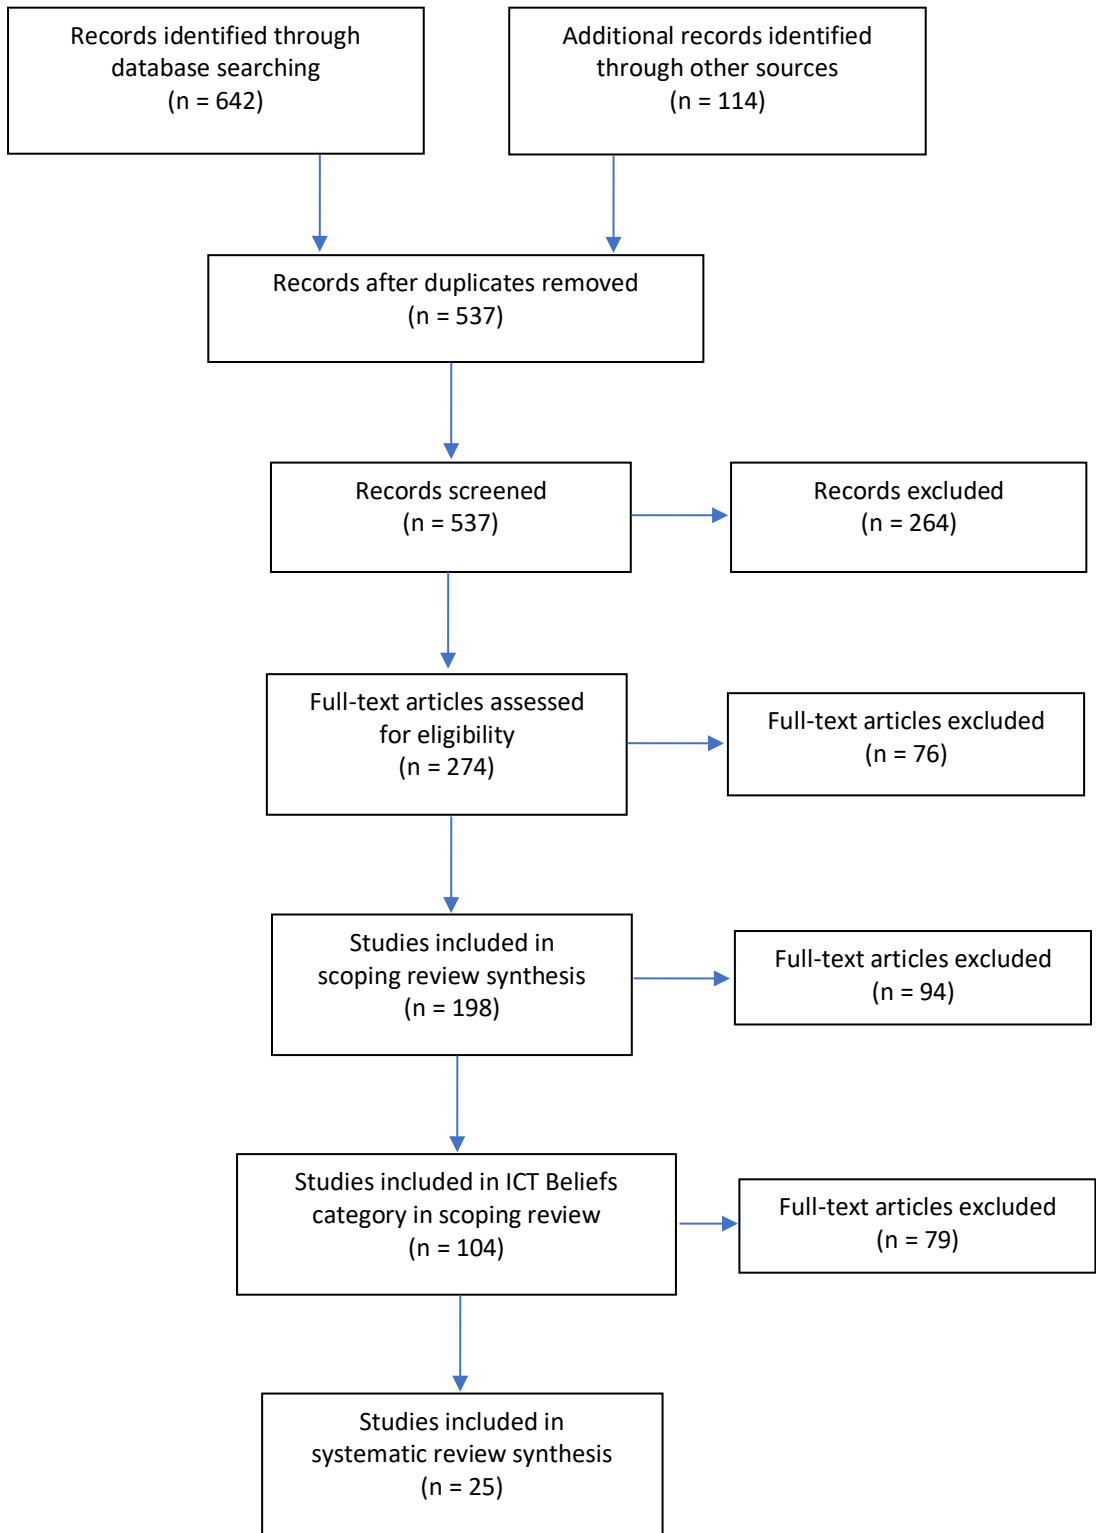 Records identified through
database searching
(n = 642)
Additional records identified
through other sources
(n = 114)
Records after duplicates removed
(n = 537)
Records screened
(n = 537)
Records excluded
(n = 264)
Full-text articles assessed
for eligibility
(n = 274)
Full-text articles excluded
(n = 76)
Studies included in
scoping review synthesis
(n = 198)
Full-text articles excluded
(n = 94)
Studies included in ICT Beliefs
category in scoping review
(n = 104)
Full-text articles excluded
(n = 79)
Studies included in
systematic review synthesis
(n = 25)